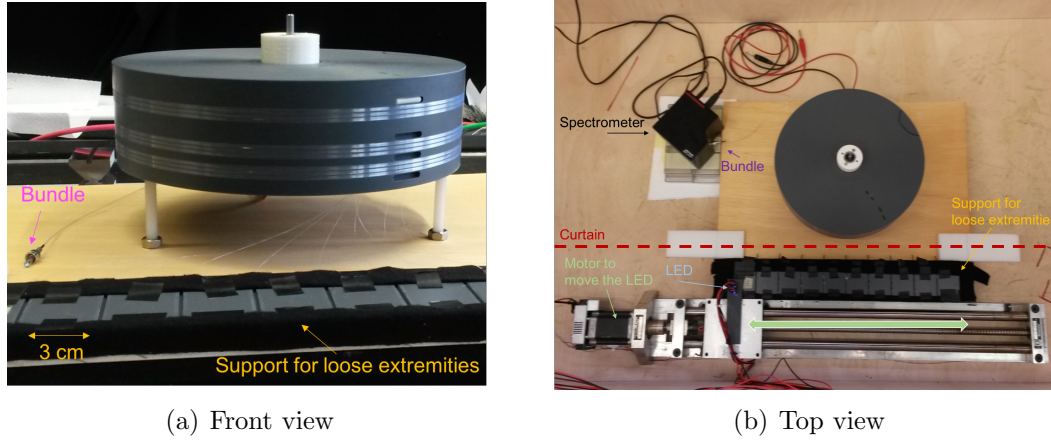 Bundle
3 cm
Support for loose extremities
(a) Front view
Spectrometer
Bundle
Support for
loose extremitie
Curtain
Motor to
move the LED
LED
(b) Top view